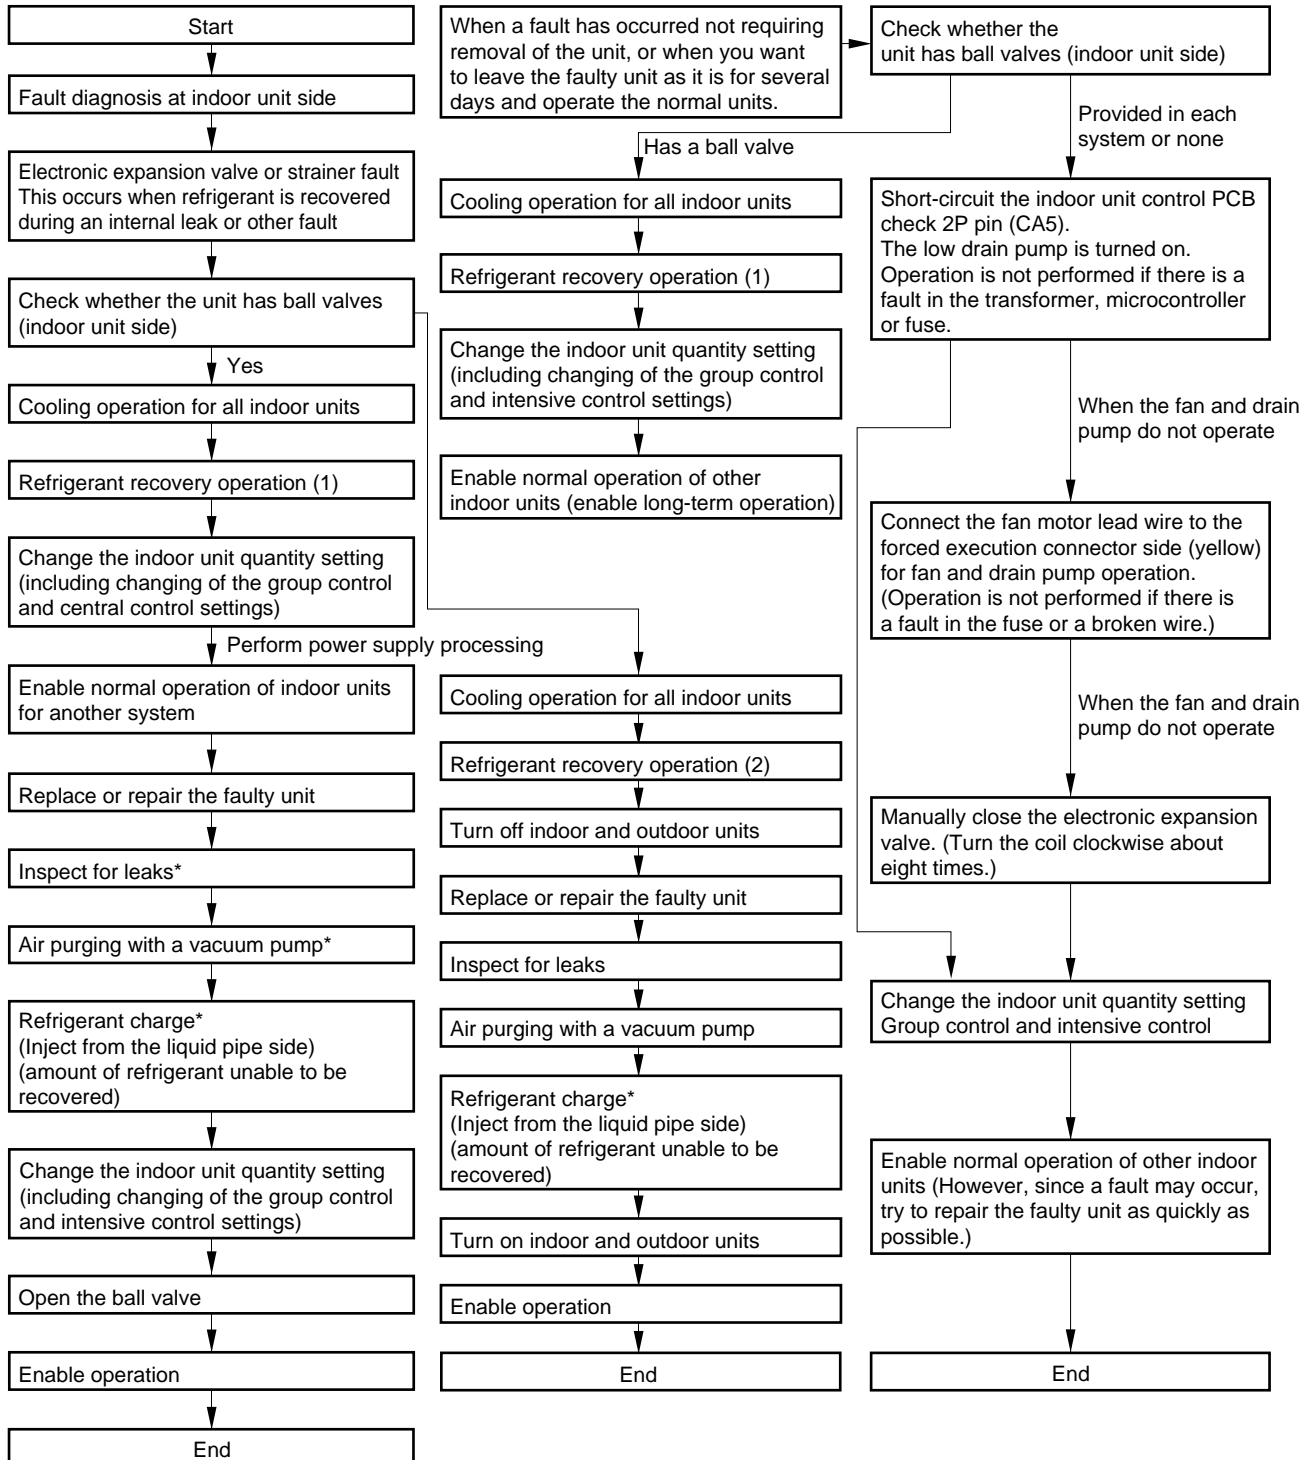 Start
Fault diagnosis at indoor unit side
Electronic expansion valve or strainer fault
This occurs when refrigerant is recovered
during an internal leak or other fault
Check whether the unit has ball valves
(indoor unit side)
Yes
Cooling operation for all indoor units
Refrigerant recovery operation (1)
Change the indoor unit quantity setting
(including changing of the group control
and central control settings)
Perform power supply processing
Enable normal operation of indoor units
for another system
Replace or repair the faulty unit
Inspect for leaks*
Air purging with a vacuum pump*
Refrigerant charge*
(Inject from the liquid pipe side)
(amount of refrigerant unable to be
recovered)
Change the indoor unit quantity setting
(including changing of the group control
and intensive control settings)
Open the ball valve
Enable operation
End
When a fault has occurred not requiring
removal of the unit, or when you want
to leave the faulty unit as it is for several
days and operate the normal units.
Has a ball valve
Cooling operation for all indoor units
Refrigerant recovery operation (1)
Change the indoor unit quantity setting
(including changing of the group control
and intensive control settings)
Enable normal operation of other
indoor units (enable long-term operation)
Cooling operation for all indoor units
Refrigerant recovery operation (2)
Turn off indoor and outdoor units
Replace or repair the faulty unit
Inspect for leaks
Air purging with a vacuum pump
Refrigerant charge*
(Inject from the liquid pipe side)
(amount of refrigerant unable to be
recovered)
Turn on indoor and outdoor units
Enable operation
End
Check whether the
unit has ball valves (indoor unit side)
Provided in each
system or none
Short-circuit the indoor unit control PCB
check 2P pin (CA5).
The low drain pump is turned on.
Operation is not performed if there is a
fault in the transformer, microcontroller
or fuse.
When the fan and drain
pump do not operate
Connect the fan motor lead wire to the
forced execution connector side (yellow)
for fan and drain pump operation.
(Operation is not performed if there is
a fault in the fuse or a broken wire.)
When the fan and drain
pump do not operate
Manually close the electronic expansion
valve. (Turn the coil clockwise about
eight times.)
Change the indoor unit quantity setting
Group control and intensive control
Enable normal operation of other indoor
units (However, since a fault may occur,
try to repair the faulty unit as quickly as
possible.)
End